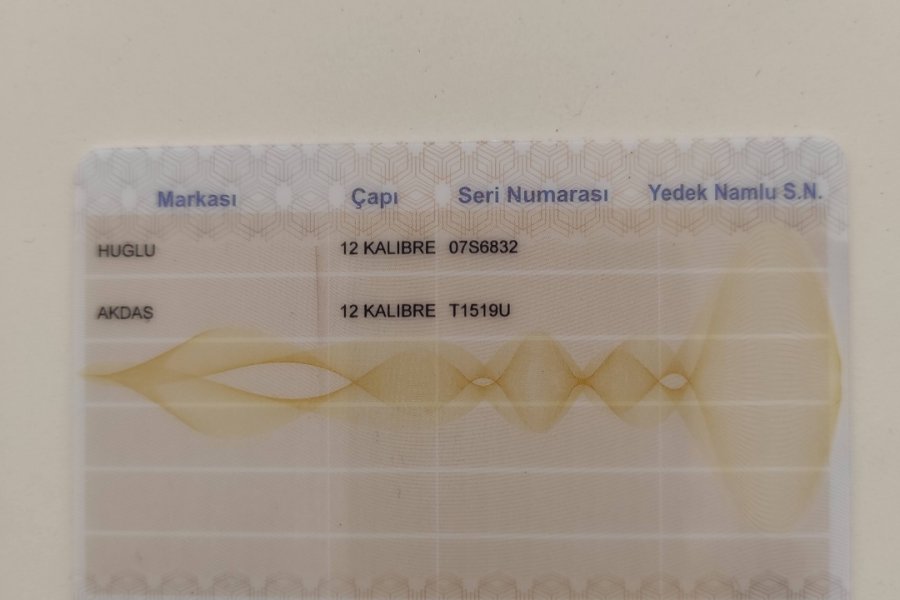 Markası Çapı Seri Numarası Yedek Namlu S.N.
HUGLU 12 KALIBRE 07S6832
AKDAŞ 12 KALIBRE T1519U